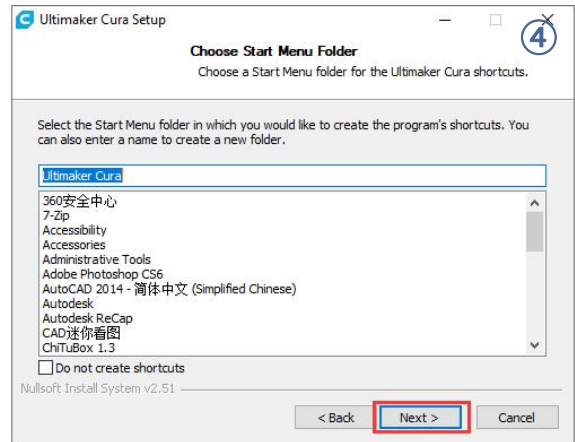 Ultimaker Cura Setup
④
Choose Start Menu Folder
Choose a Start Menu folder for the Ultimaker Cura shortcuts.
Select the Start Menu folder in which you would like to create the program's shortcuts. You
can also enter a name to create a new folder.
Ultimaker Cura
360安全中心
7-Zip
Accessibility
Accessories
Administrative Tools
Adobe Photoshop CS6
AutoCAD 2014 - 简体中文 (Simplified Chinese)
Autodesk
Autodesk ReCap
CAD迷你看图
ChiTuBox 1.3
Do not create shortcuts
Nullsoft Install System v2.51
< Back Next > Cancel